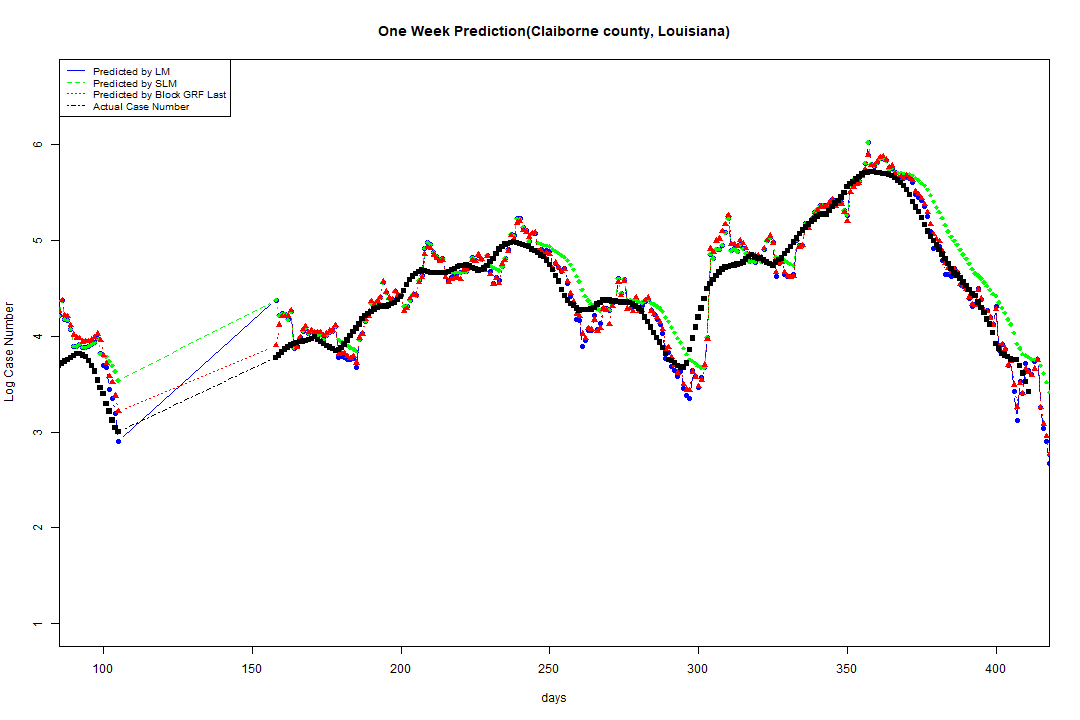 One Week Prediction(Claiborne county, Louisiana)
Predicted by LM
Predicted by SLM
Predicted by Block GRF Last
Actual Case Number
6
5
4
3
2
1
Log Case Number
100 150 200 250 300 350 400
days